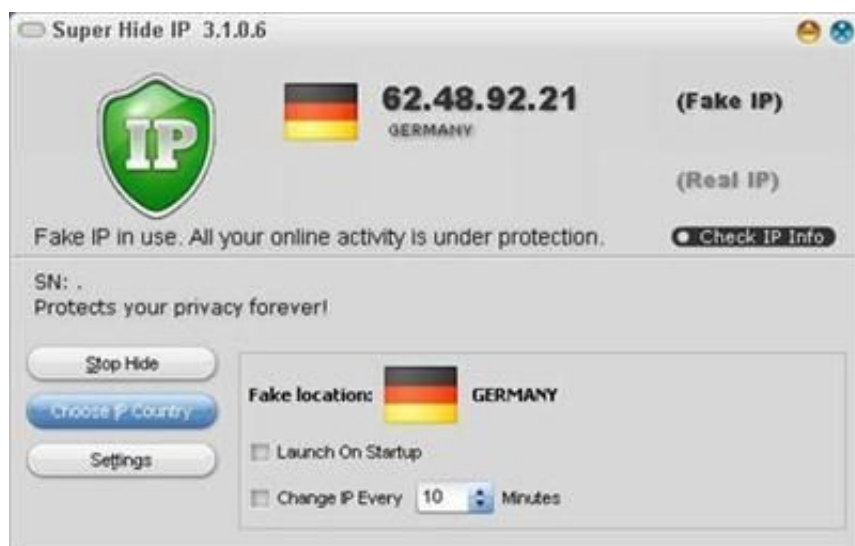 Super Hide IP 3.1.0.6
IP
62.48.92.21
(Fake IP)
GERMANY
(Real IP)
Fake IP in use. All your online activity is under protection.
Check IP Info
SN: .
Protects your privacy forever!
Stop Hide
Choose IP Country
Settings
Fake location:
GERMANY
Launch On Startup
Change IP Every 10 Minutes